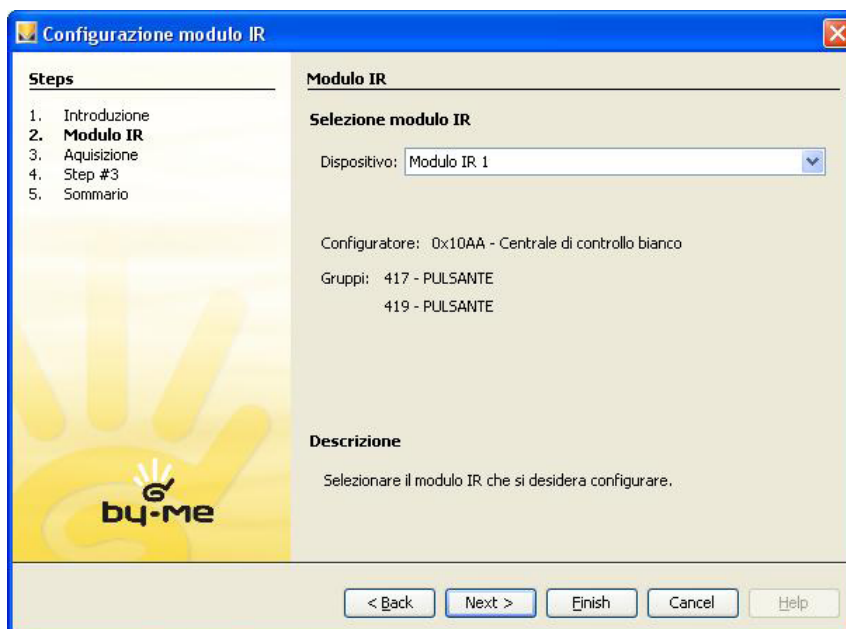 Configurazione modulo IR
Steps
1. Introduzione
2. Modulo IR
3. Aquisizione
4. Step #3
5. Sommario
by-me
Modulo IR
Selezione modulo IR
Dispositivo: Modulo IR 1
Configuratore: 0x10AA - Centrale di controllo bianco
Gruppi: 417 - PULSANTE
419 - PULSANTE
Descrizione
Selezionare il modulo IR che si desidera configurare.
< Back Next > Finish Cancel Help